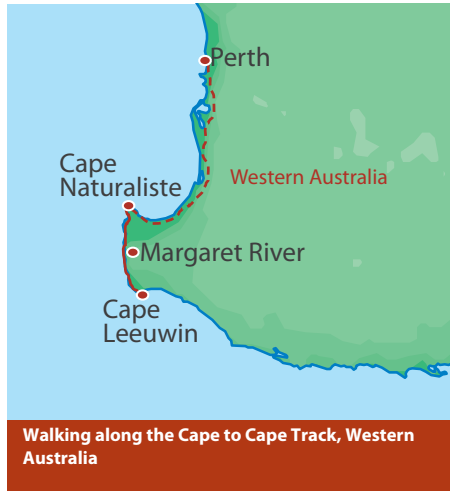 Perth
Cape
Naturaliste
Western Australia
Margaret River
Cape
Leeuwin
Walking along the Cape to Cape Track, Western
Australia